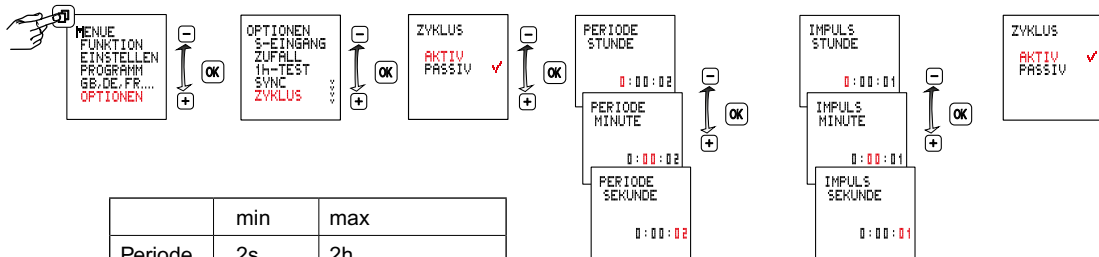 MENUE
FUNKTION
EINSTELLEN
PROGRAMM
GB,DE,FR....
OPTIONEN
OK
OPTIONEN
S-EINGANG
ZUFALL
1h-TEST
SYNC
ZYKLUS
OK
ZYKLUS
AKTIV
PASSIV
OK
PERIODE
STUNDE
0:00:02
PERIODE
MINUTE
0:00:02
PERIODE
SEKUNDE
0:00:02
OK
IMPULS
STUNDE
0:00:01
IMPULS
MINUTE
0:00:01
IMPULS
SEKUNDE
0:00:01
OK
ZYKLUS
AKTIV
PASSIV
min max
Periode 2s 2h